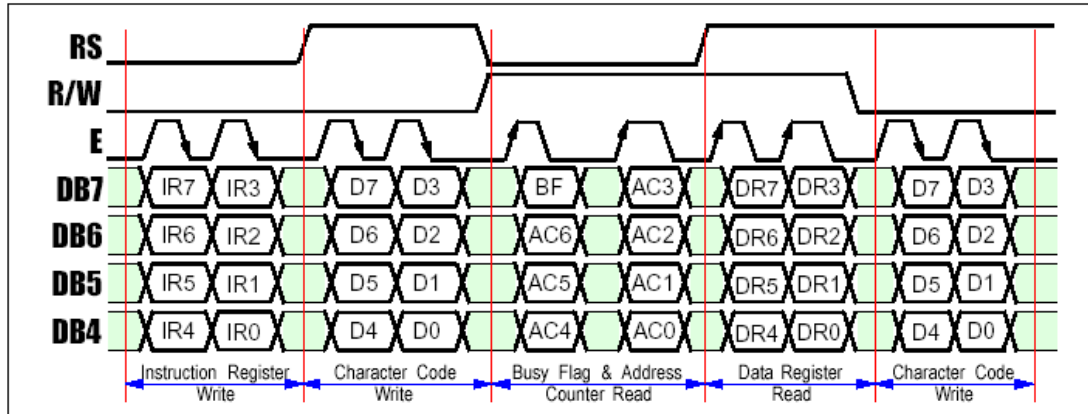 RS
R/W
E
DB7 IR7 IR3 D7 D3 BF AC3 DR7 DR3 D7 D3
DB6 IR6 IR2 D6 D2 AC6 AC2 DR6 DR2 D6 D2
DB5 IR5 IR1 D5 D1 AC5 AC1 DR5 DR1 D5 D1
DB4 IR4 IR0 D4 D0 AC4 AC0 DR4 DR0 D4 D0
Instruction Register Character Code Busy Flag & Address Data Register Character Code
Write Write Counter Read Read Write